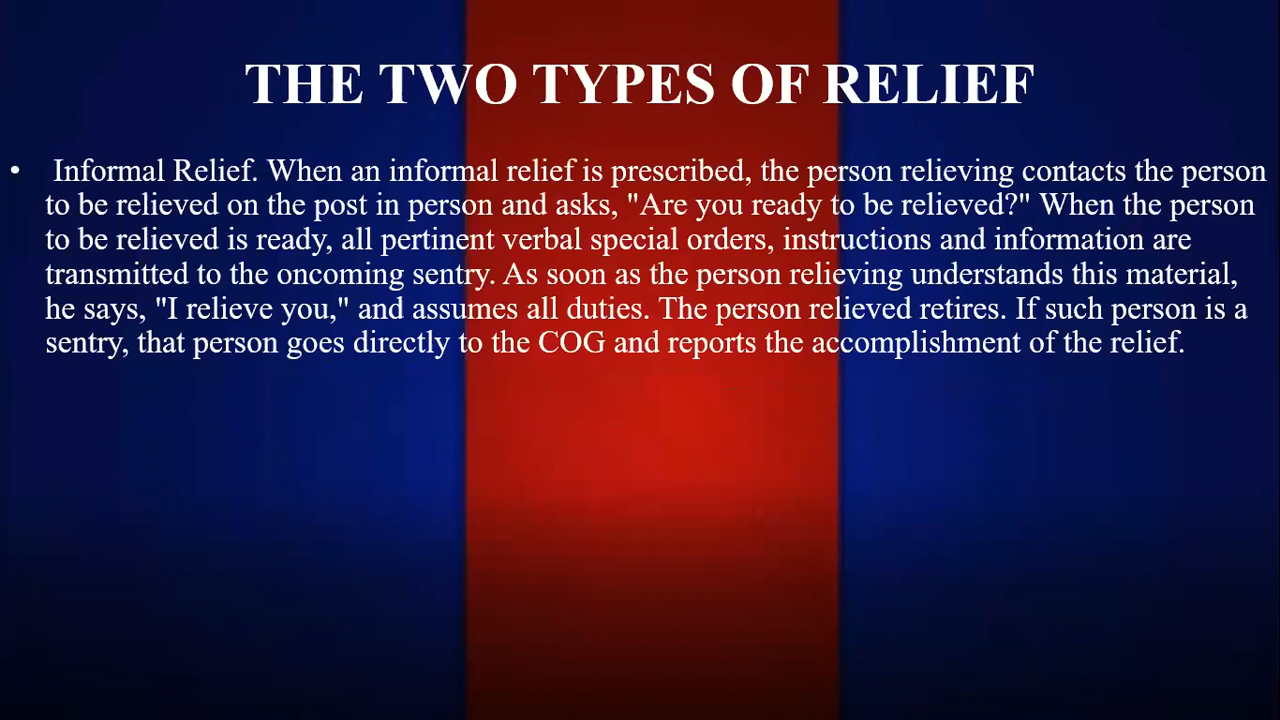 THE TWO TYPES OF RELIEF
• Informal Relief. When an informal relief is prescribed, the person relieving contacts the person
to be relieved on the post in person and asks, "Are you ready to be relieved?" When the person
to be relieved is ready, all pertinent verbal special orders, instructions and information are
transmitted to the oncoming sentry. As soon as the person relieving understands this material,
he says, "I relieve you," and assumes all duties. The person relieved retires. If such person is a
sentry, that person goes directly to the COG and reports the accomplishment of the relief.